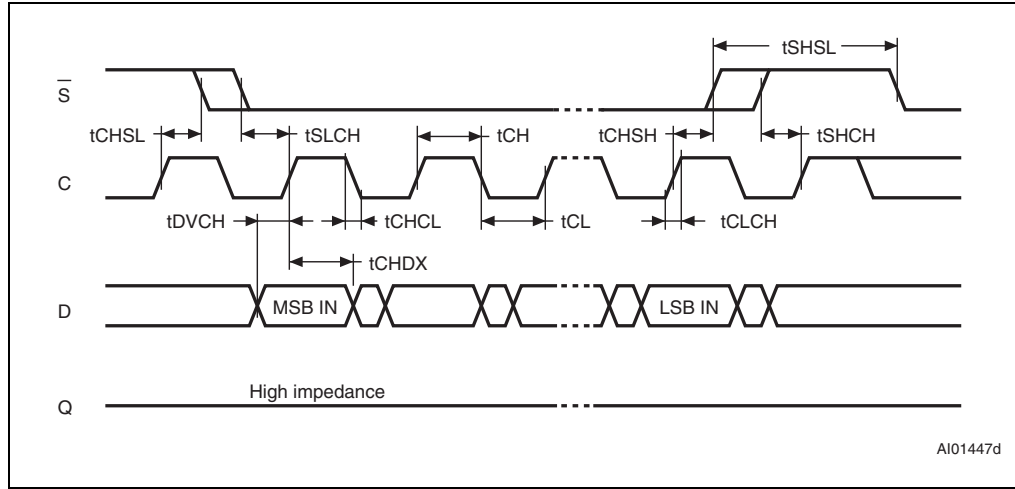 tSHSL
S̅
tCHSL tSLCH tCH tCHSH tSHCH
C
tDVCH tCHCL tCL tCLCH
tCHDX
D MSB IN LSB IN
High impedance
Q
AI01447d